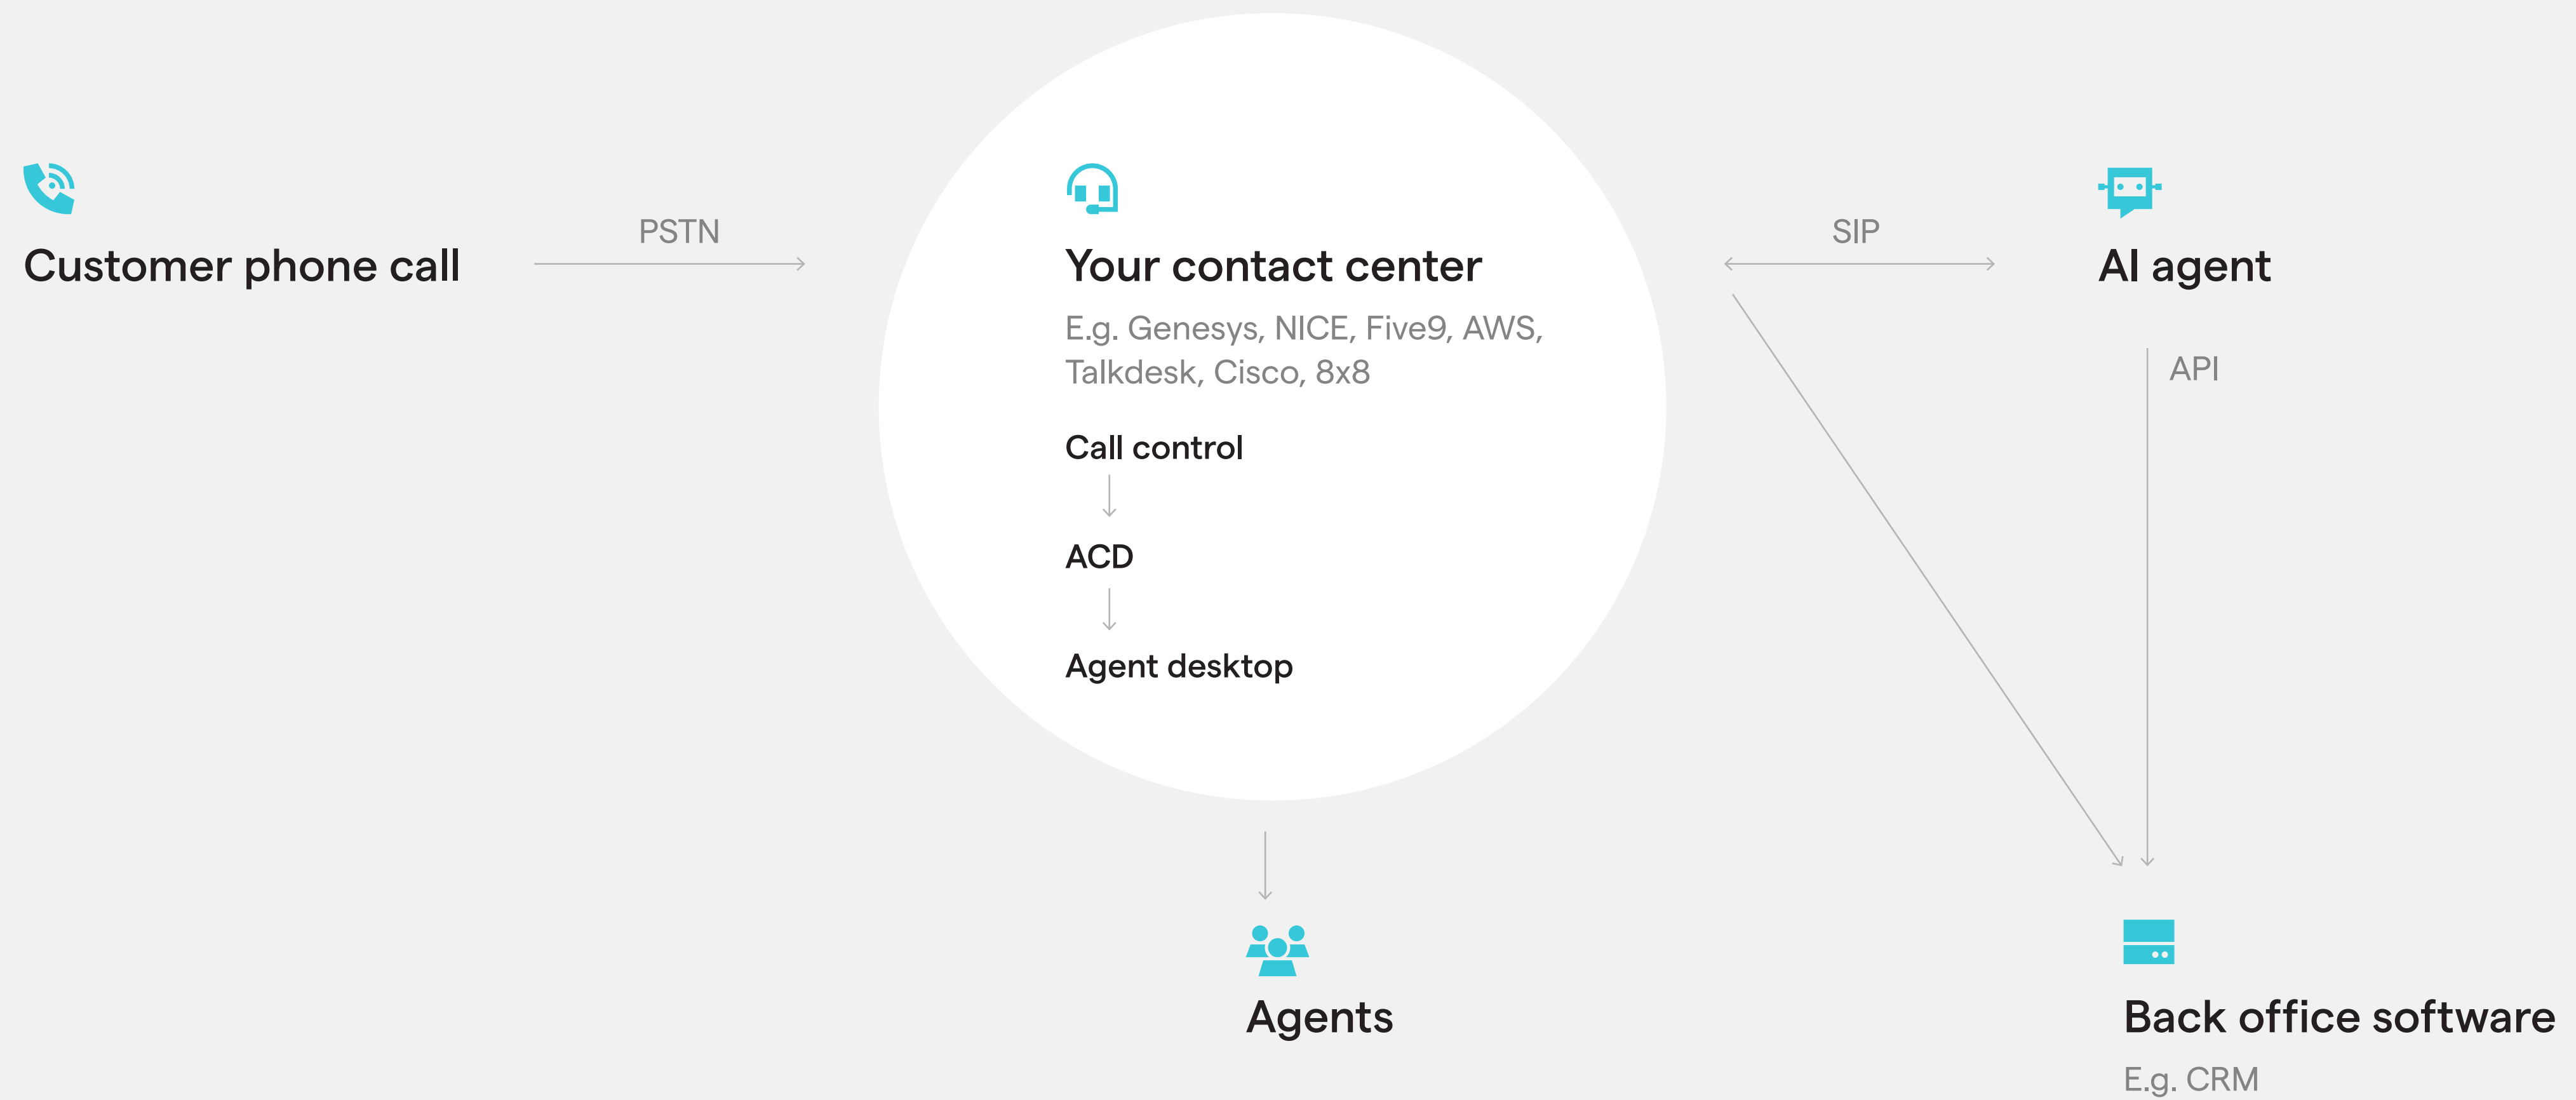 Customer phone call
PSTN
Your contact center
E.g. Genesys, NICE, Five9, AWS,
Talkdesk, Cisco, 8x8
Call control
ACD
Agent desktop
SIP
AI agent
API
Agents
Back office software
E.g. CRM